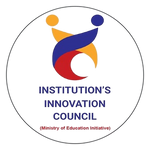 INSTITUTION'S
INNOVATION
COUNCIL
(Ministry of Education Initiative)